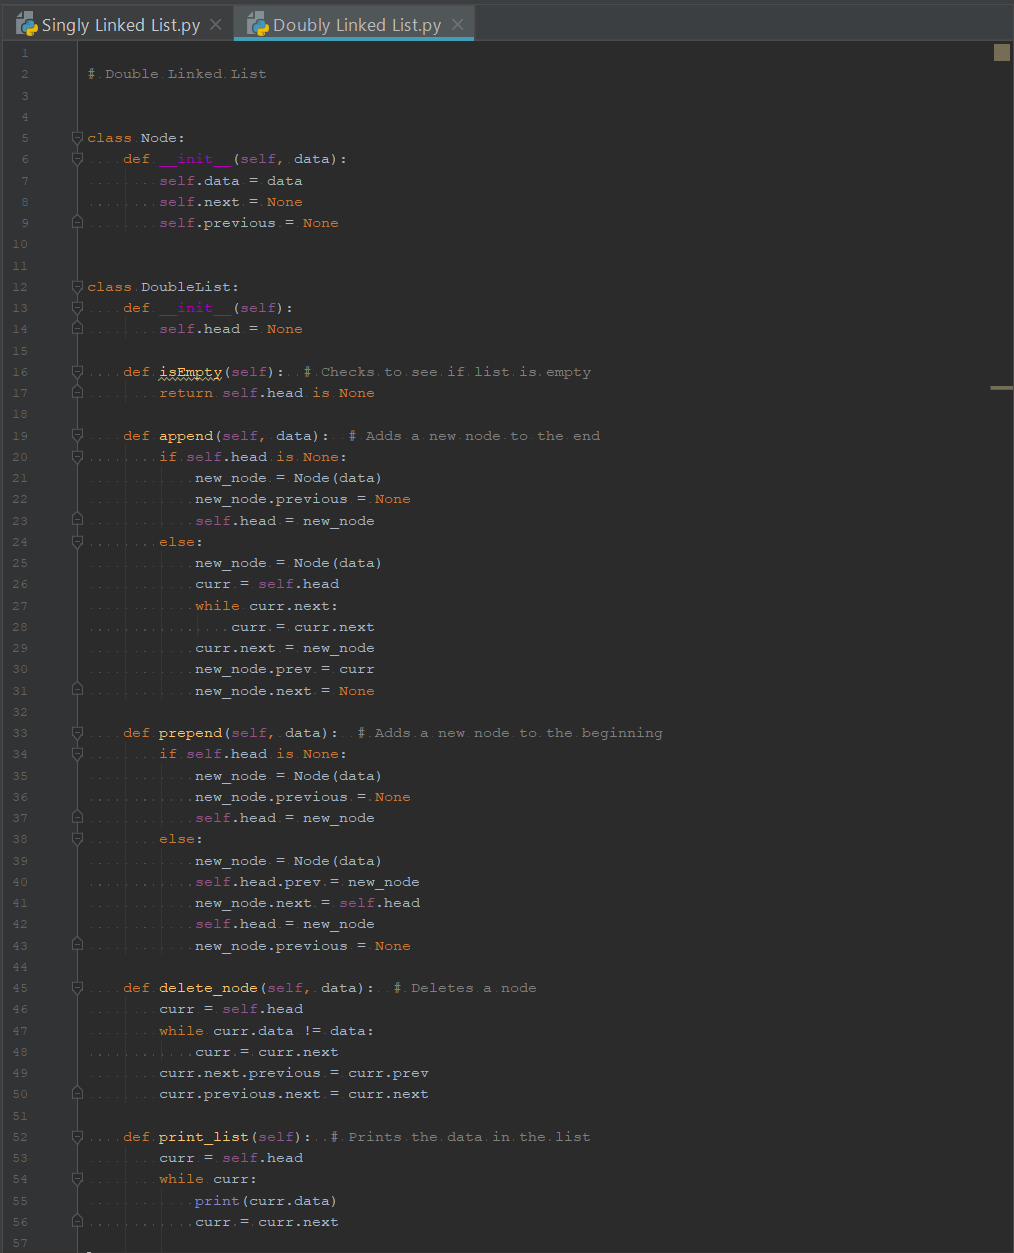 Singly Linked List.py Doubly Linked List.py
1
2 # Double Linked List
3
4
5 class Node:
6     def __init__(self, data):
7         self.data = data
8         self.next = None
9         self.previous = None
10
11
12 class DoubleList:
13     def __init__(self):
14         self.head = None
15
16     def isEmpty(self):  # Checks to see if list is empty
17         return self.head is None
18
19     def append(self, data):  # Adds a new node to the end
20         if self.head is None:
21             new_node = Node(data)
22             new_node.previous = None
23             self.head = new_node
24         else:
25             new_node = Node(data)
26             curr = self.head
27             while curr.next:
28                 curr = curr.next
29             curr.next = new_node
30             new_node.prev = curr
31             new_node.next = None
32
33     def prepend(self, data):  # Adds a new node to the beginning
34         if self.head is None:
35             new_node = Node(data)
36             new_node.previous = None
37             self.head = new_node
38         else:
39             new_node = Node(data)
40             self.head.prev = new_node
41             new_node.next = self.head
42             self.head = new_node
43             new_node.previous = None
44
45     def delete_node(self, data):  # Deletes a node
46         curr = self.head
47         while curr.data != data:
48             curr = curr.next
49         curr.next.previous = curr.prev
50         curr.previous.next = curr.next
51
52     def print_list(self):  # Prints the data in the list
53         curr = self.head
54         while curr:
55             print(curr.data)
56             curr = curr.next
57